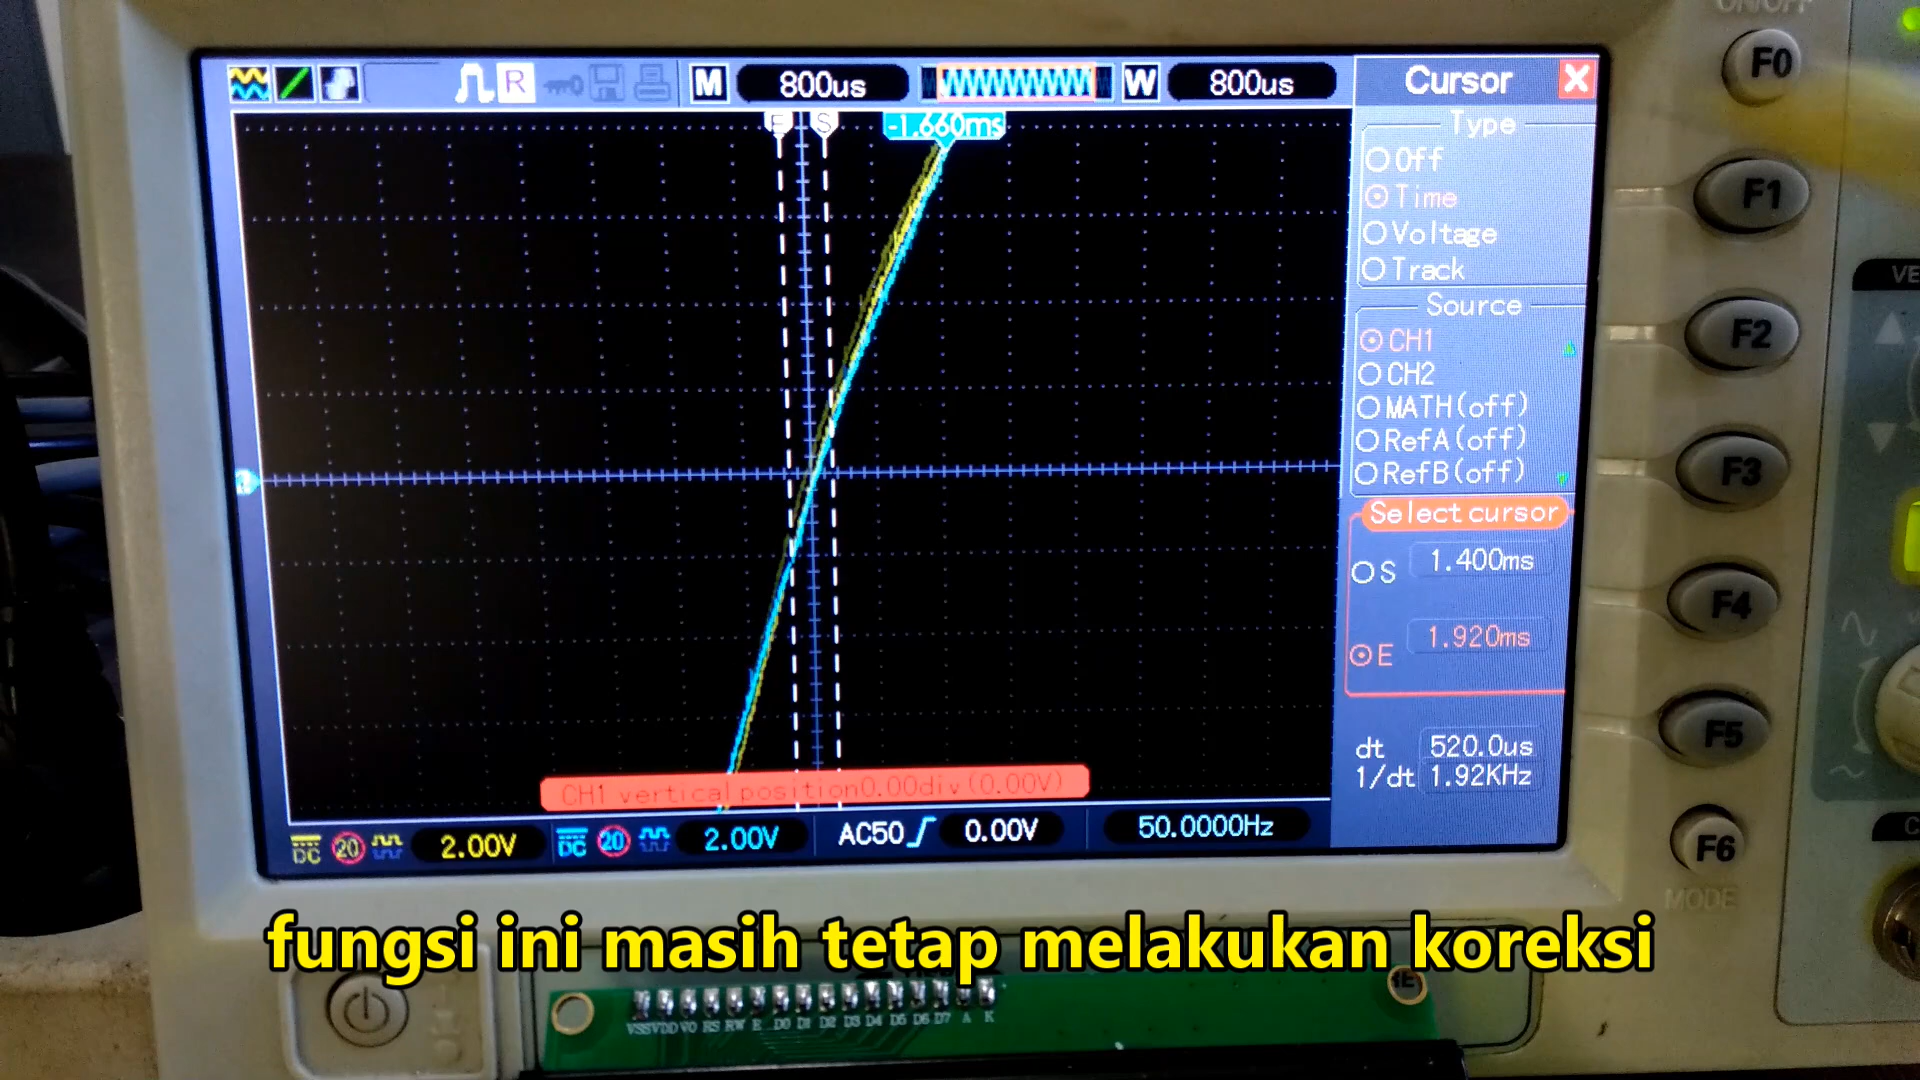 ON/OFF
R
M
800us
W
800us
Cursor
X
F0
E
S
-1.660ms
Type
Off
Time
Voltage
Track
F1
Source
CH1
CH2
MATH(off)
RefA(off)
RefB(off)
F2
VE
F3
Select cursor
S 1.400ms
E 1.920ms
F4
dt 520.0us
1/dt 1.92KHz
F5
CH1 vertical position0.00div(0.00V)
DC 20 2.00V
DC 20 2.00V
AC50 0.00V
50.0000Hz
F6
MODE
C
fungsi ini masih tetap melakukan koreksi
VSS VDD VO RS RW E D0 D1 D2 D3 D4 D5 D6 D7 A K